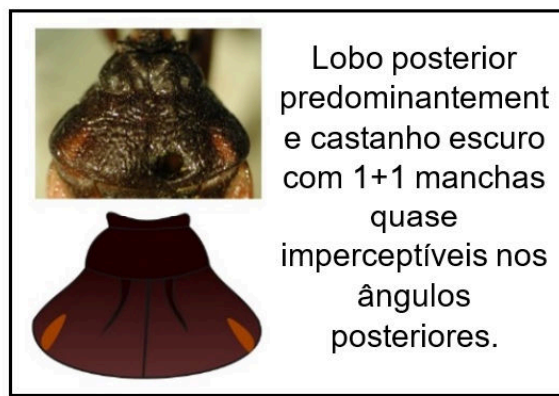 Lobo posterior
predominantement
e castanho escuro
com 1+1 manchas
quase
imperceptíveis nos
ângulos
posteriores.